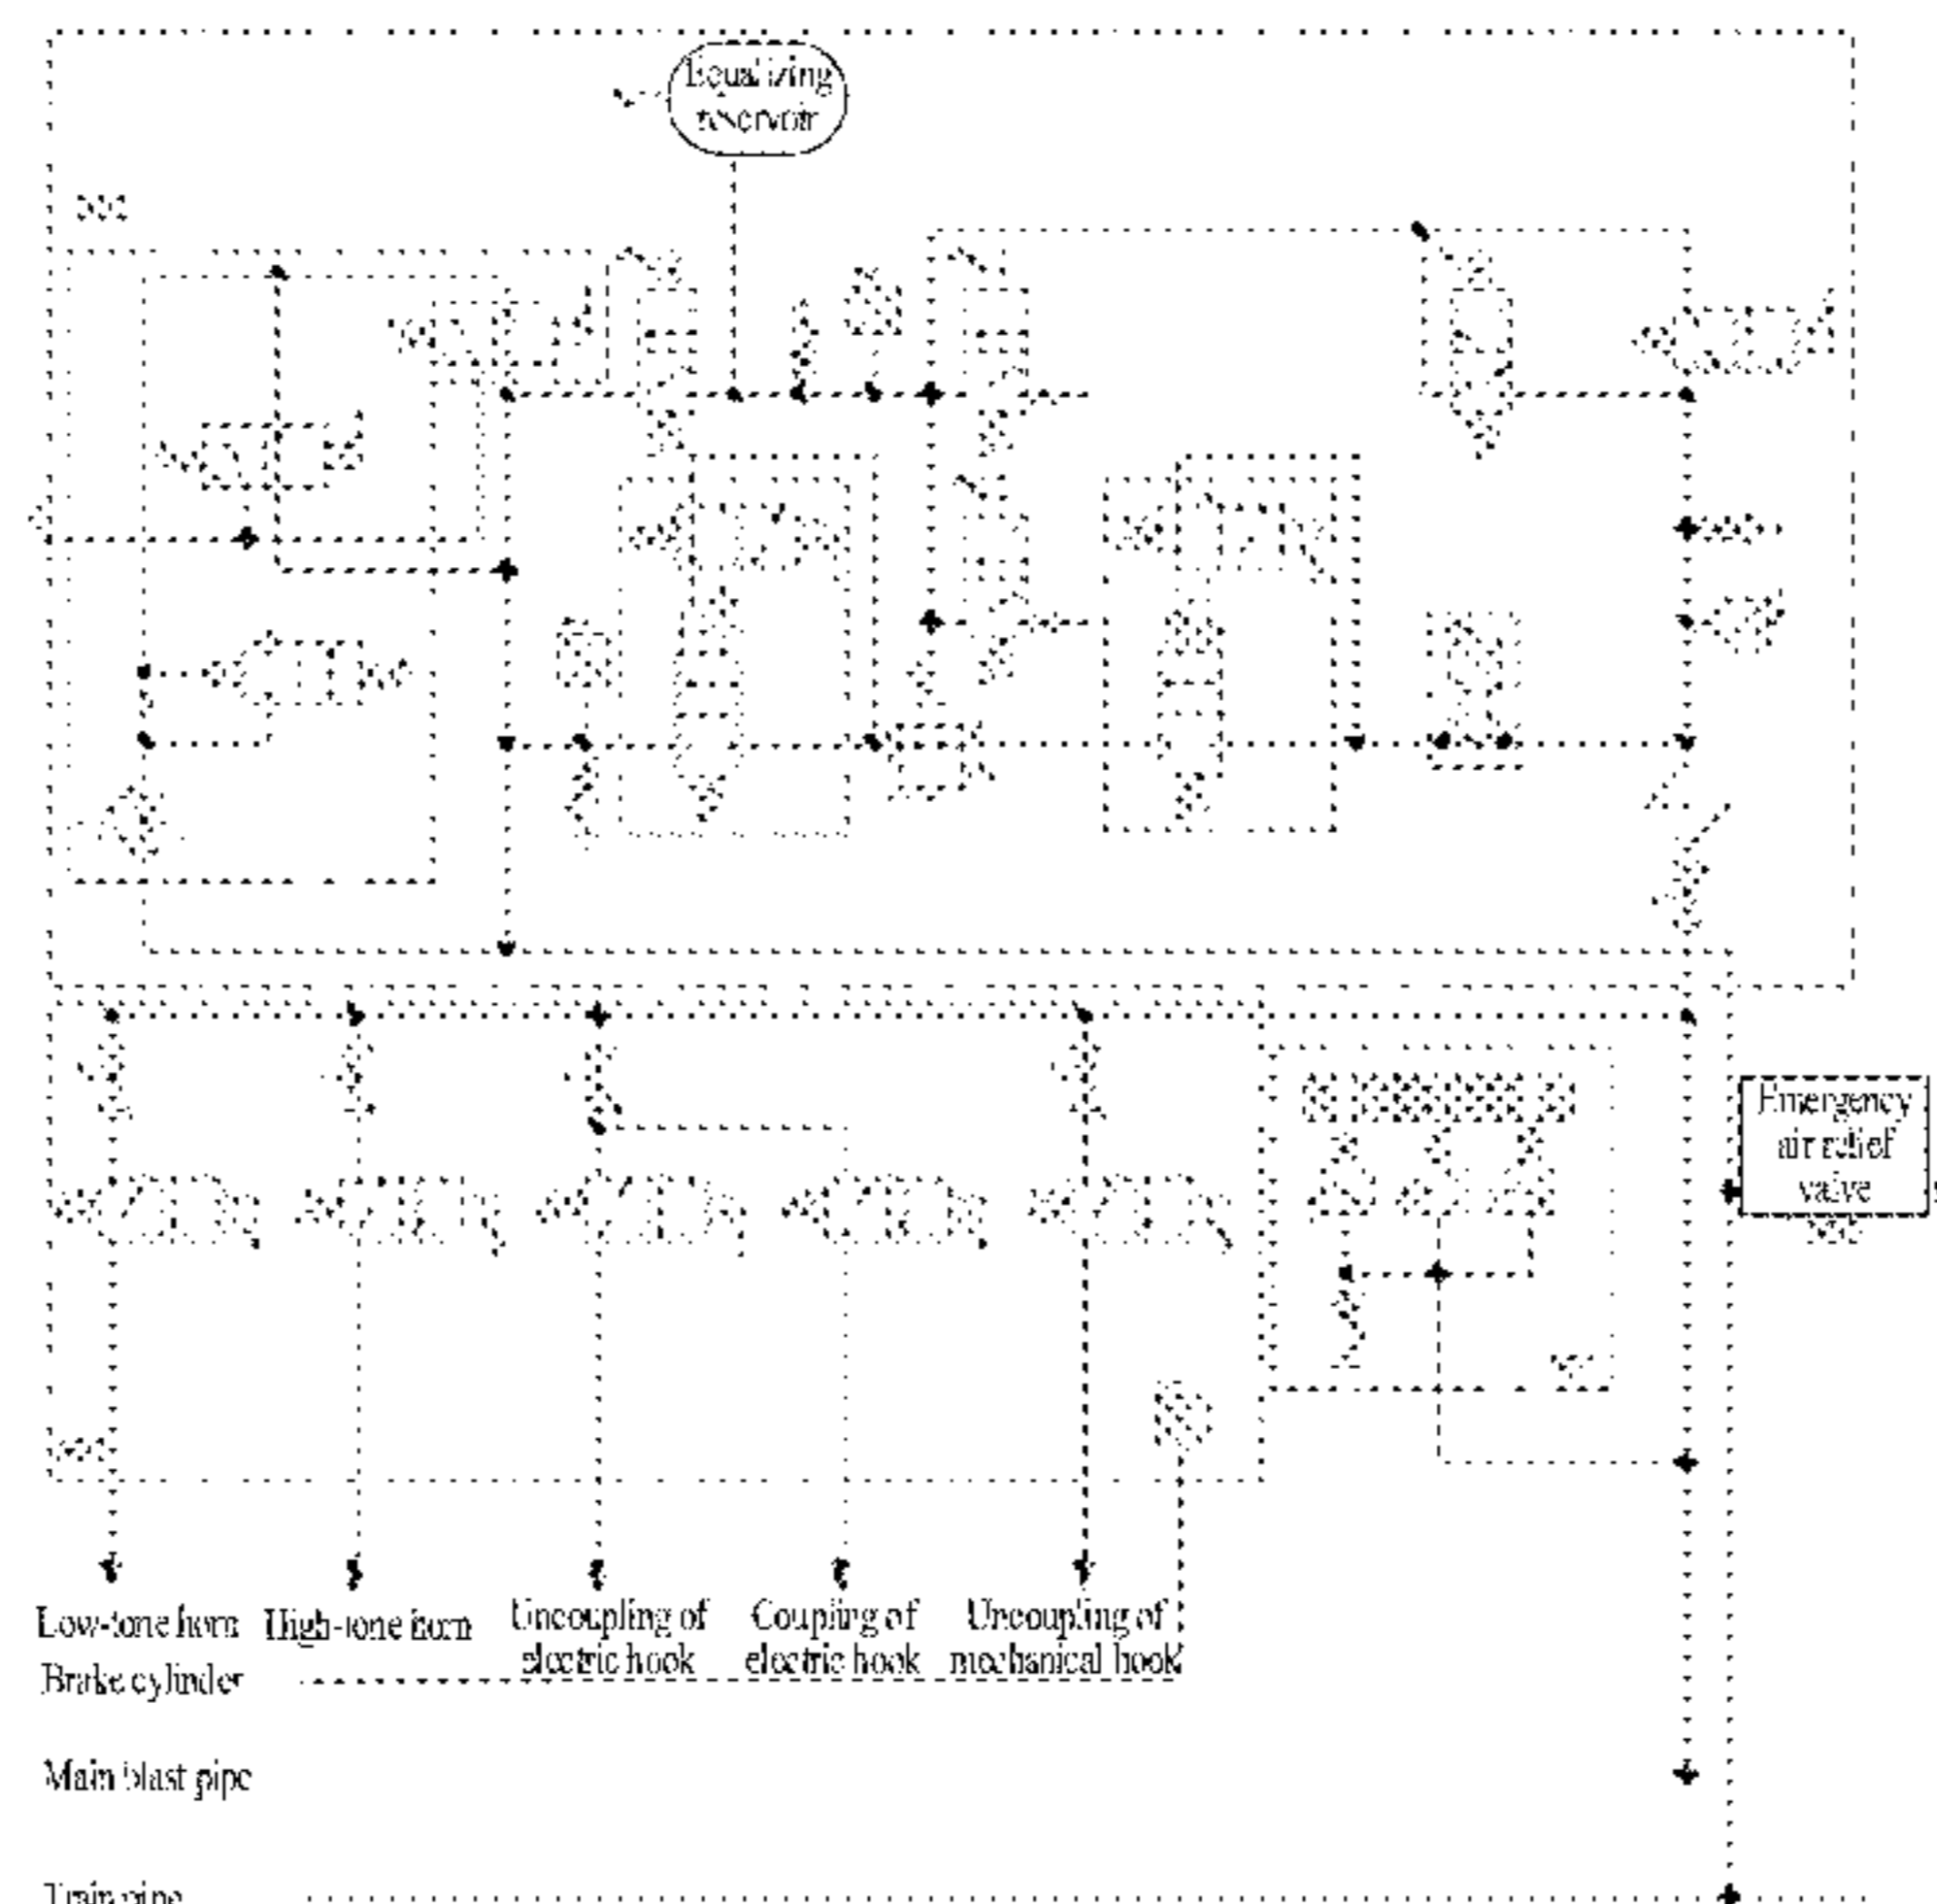 Equalizing
reservoir
Emergency
air relief
valve
Low-tone horn
High-tone horn
Uncoupling of
electric hook
Coupling of
electric hook
Uncoupling of
mechanical hook
Brake cylinder
Main blast pipe
Train pipe